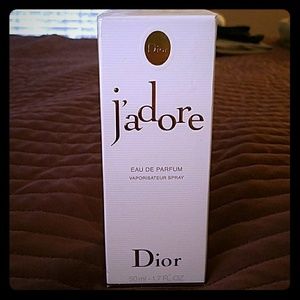 Dior
j'adore
EAU DE PARFUM
VAPORISATEUR SPRAY
Dior
50 ml - 1.7 FL. OZ.